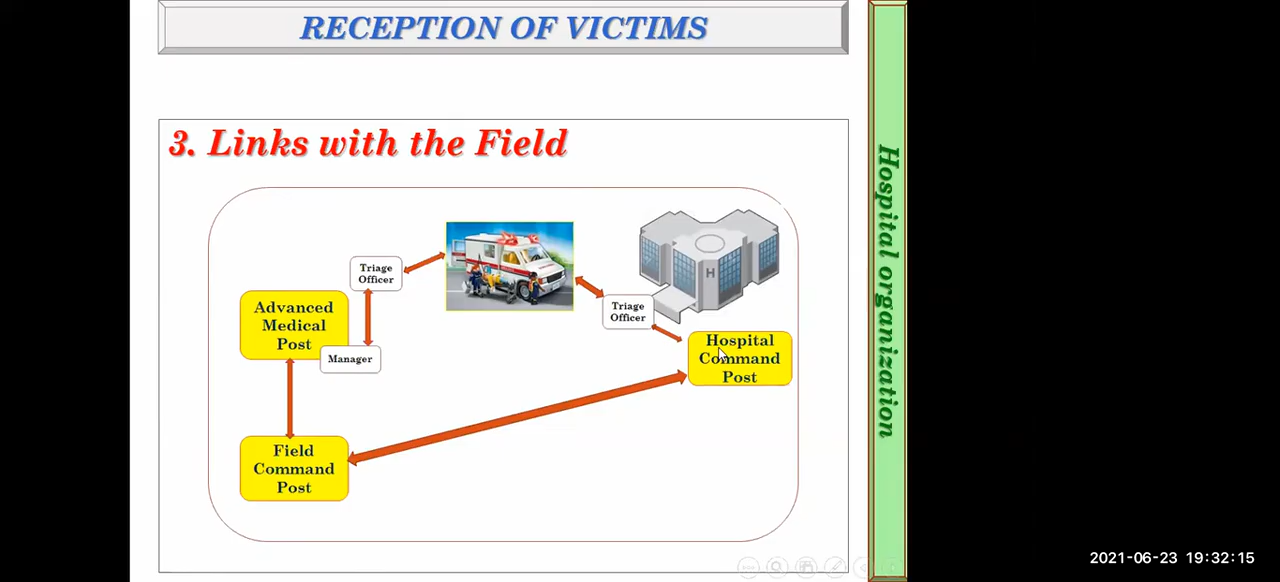 RECEPTION OF VICTIMS
3. Links with the Field
Triage
Officer
Advanced
Medical
Post
Manager
Triage
Officer
H
Hospital
Command
Post
Field
Command
Post
Hospital organization
2021-06-23 19:32:15